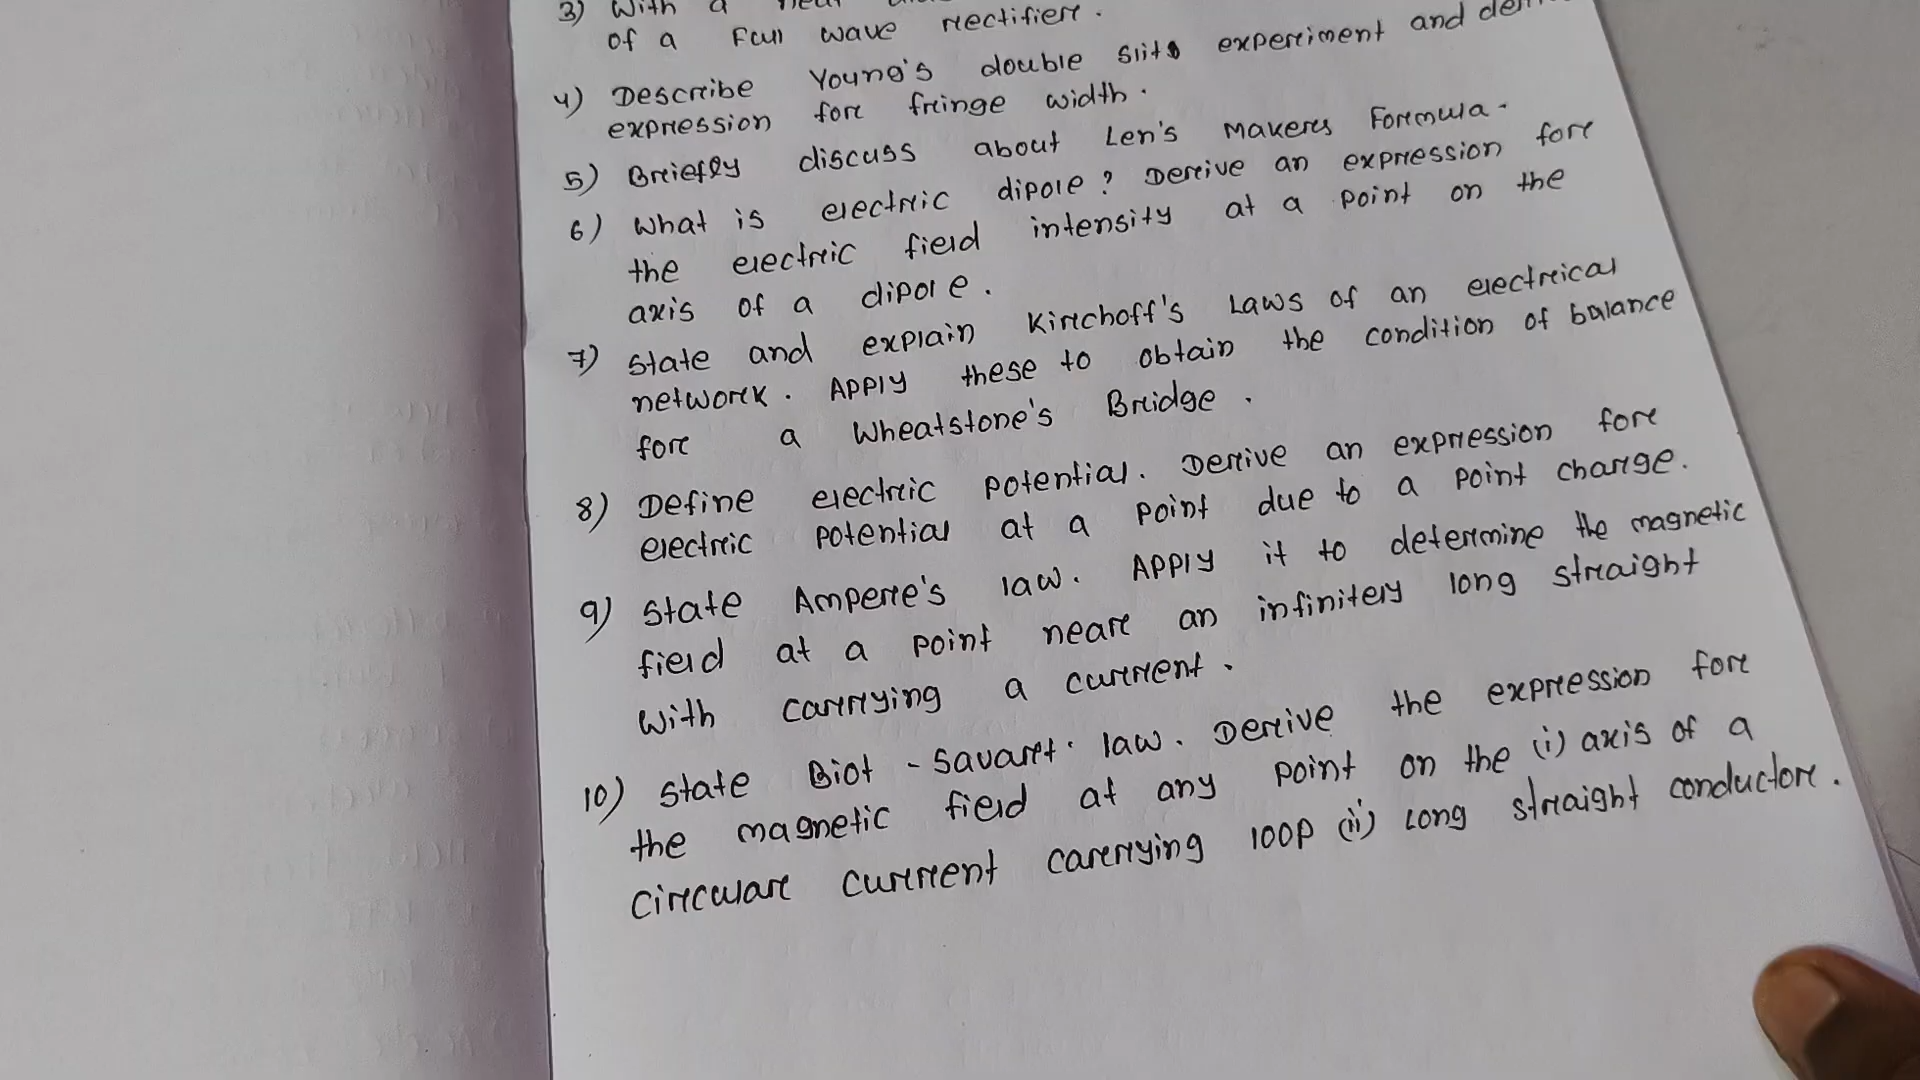 3) With a
of a Full wave rectifier.
4) Describe Young's double slits experiment and
expression for fringe width.
5) Briefly discuss about Len's Makers Formula.
6) What is electric dipole? Derive an expression for
the electric field intensity at a point on the
axis of a dipole.
7) State and explain Kirchoff's Laws of an electrical
network. Apply these to obtain the condition of balance
for a Wheatstone's Bridge.
8) Define electric potential. Derive an expression for
electric potential at a point due to a point charge.
9) State Ampere's law. Apply it to determine the magnetic
field at a point near an infinitely long straight
with carrying a current.
10) State Biot - Savart law. Derive the expression for
the magnetic field at any point on the (i) axis of a
circular current carrying loop (ii) Long straight conductor.